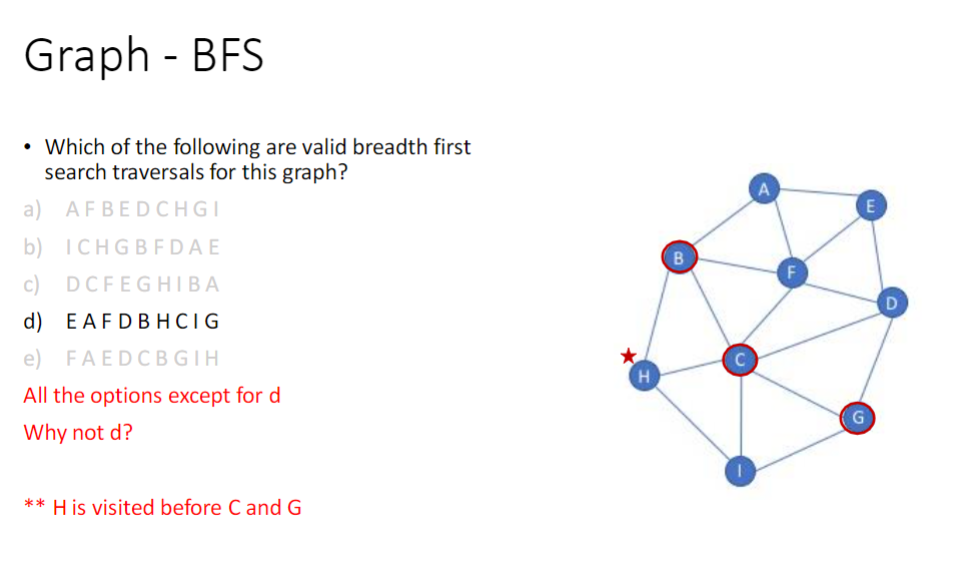 Graph - BFS
• Which of the following are valid breadth first
search traversals for this graph?
a) A F B E D C H G I
b) I C H G B F D A E
c) D C F E G H I B A
d) E A F D B H C I G
e) F A E D C B G I H
All the options except for d
Why not d?
** H is visited before C and G
A
E
B
F
D
C
H
G
I